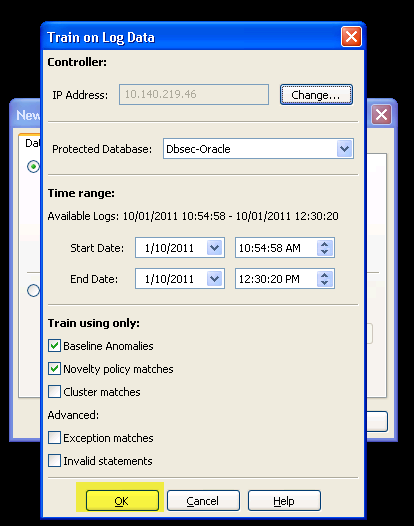 Train on Log Data
Controller:
IP Address: 10.140.219.46 Change...
New
Dat
Protected Database: Dbsec-Oracle
Time range:
Available Logs: 10/01/2011 10:54:58 - 10/01/2011 12:30:20
Start Date: 1/10/2011 10:54:58 AM
End Date: 1/10/2011 12:30:20 PM
Train using only:
Baseline Anomalies
Novelty policy matches
Cluster matches
Advanced:
Exception matches
Invalid statements
OK Cancel Help